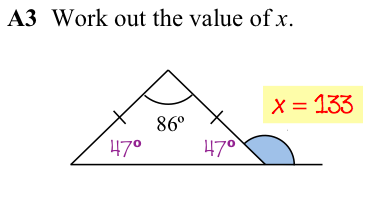 A3 Work out the value of x.
x = 133
86º
47º 47º